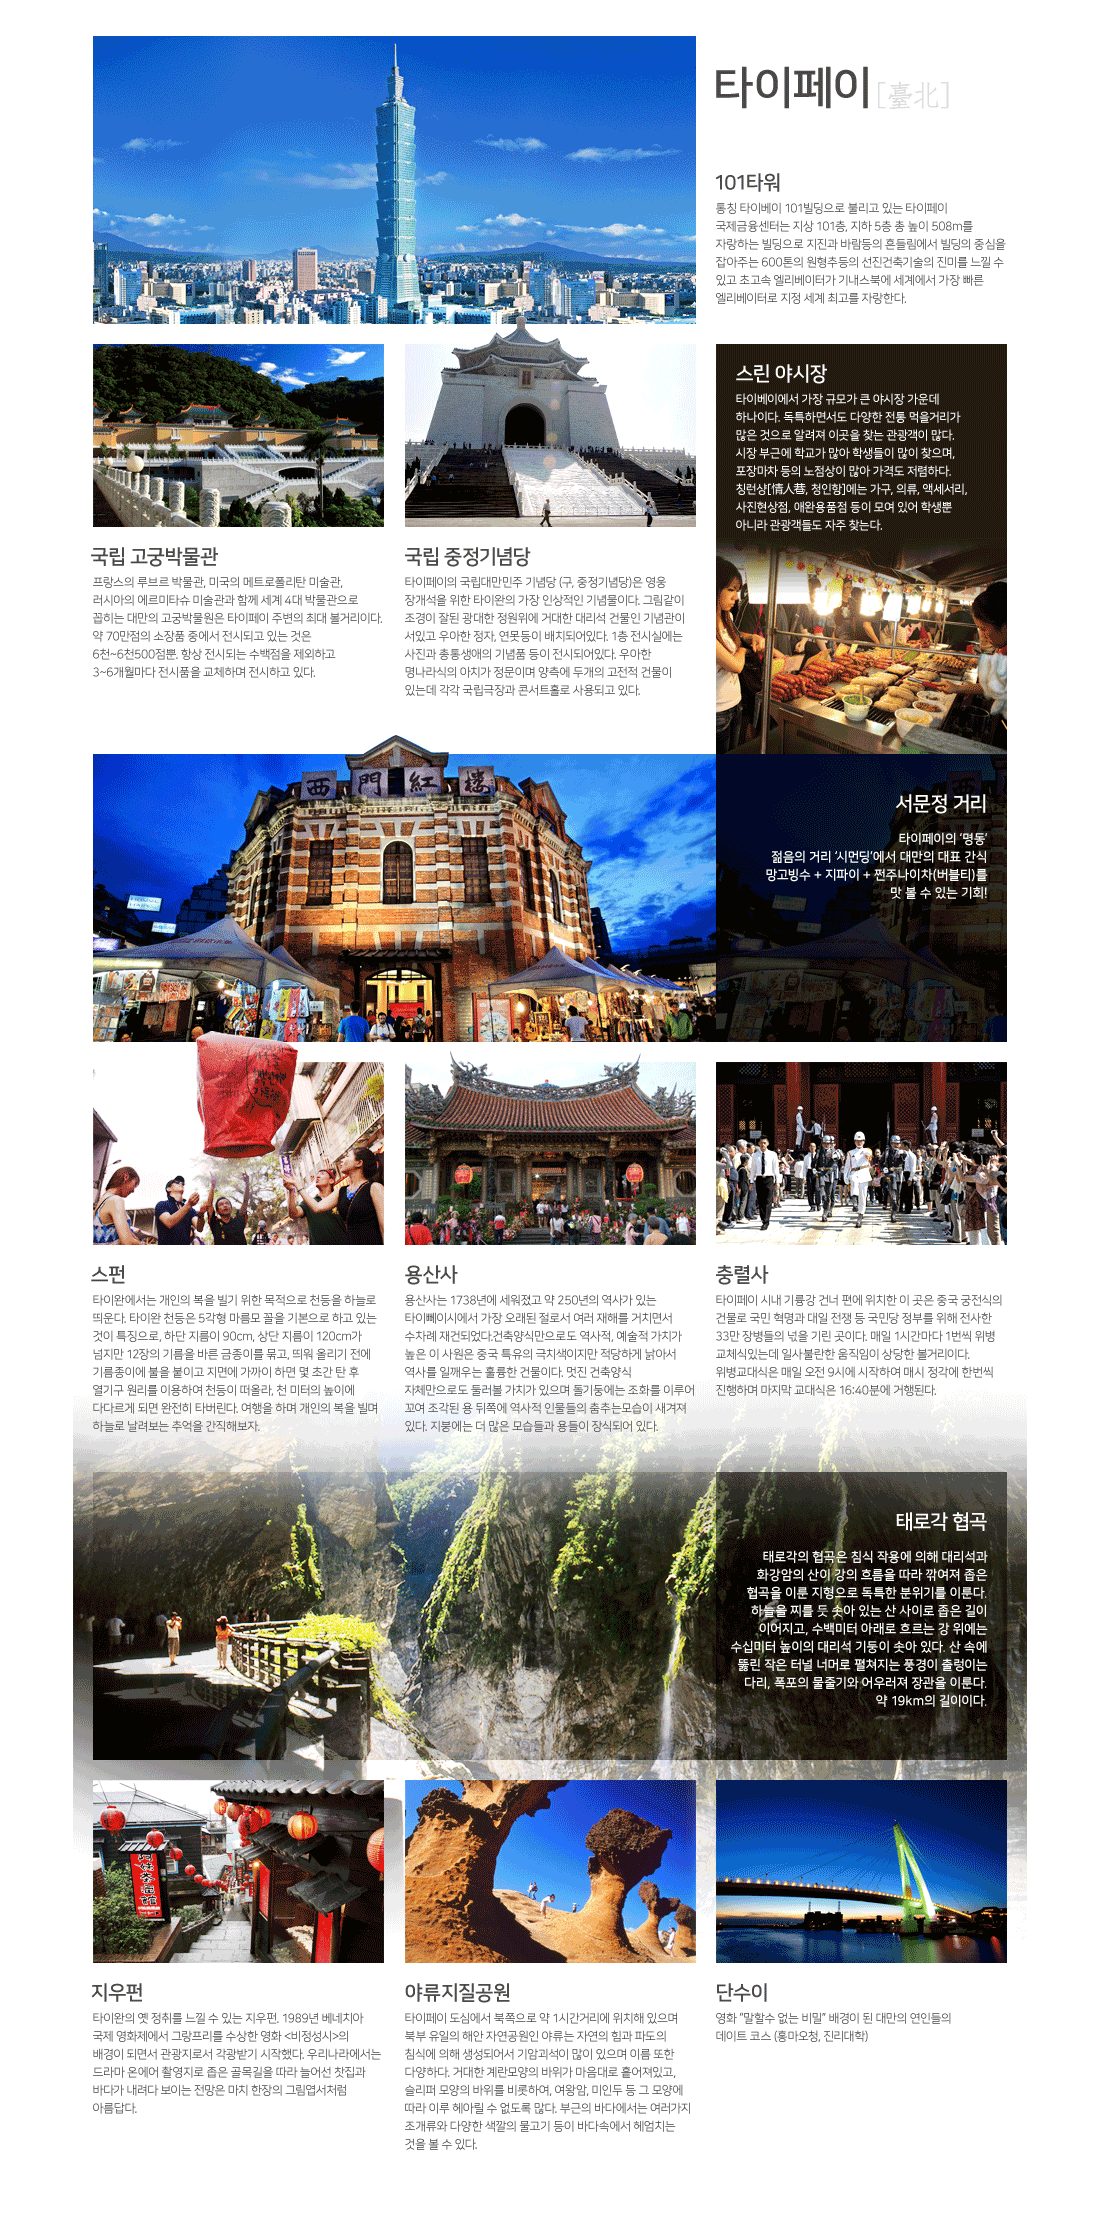 타이페이 [臺北]
101타워
통칭 타이베이 101빌딩으로 불리고 있는 타이페이
국제금융센터는 지상 101층, 지하 5층 총 높이 508m를
자랑하는 빌딩으로 지진과 바람등의 흔들림에서 빌딩의 중심을
잡아주는 600톤의 원형추등의 선진건축기술의 진미를 느낄 수
있고 초고속 엘리베이터가 기내스북에 세계에서 가장 빠른
엘리베이터로 지정 세계 최고를 자랑한다.
국립 고궁박물관
프랑스의 루브르 박물관, 미국의 메트로폴리탄 미술관,
러시아의 에르미타슈 미술관과 함께 세계 4대 박물관으로
꼽히는 대만의 고궁박물원은 타이페이 주변의 최대 볼거리이다.
약 70만점의 소장품 중에서 전시되고 있는 것은
6천~6천500점뿐. 항상 전시되는 수백점을 제외하고
3~6개월마다 전시품을 교체하며 전시하고 있다.
국립 중정기념당
타이페이의 국립대만민주 기념당 (구, 중정기념당)은 영웅
장개석을 위한 타이완의 가장 인상적인 기념물이다. 그림같이
조경이 잘된 광대한 정원위에 거대한 대리석 건물인 기념관이
서있고 우아한 정자, 연못등이 배치되어있다. 1층 전시실에는
사진과 총통생애의 기념품 등이 전시되어있다. 우아한
명나라식의 아치가 정문이며 양측에 두개의 고전적 건물이
있는데 각각 국립극장과 콘서트홀로 사용되고 있다.
스린 야시장
타이베이에서 가장 규모가 큰 야시장 가운데
하나이다. 독특하면서도 다양한 전통 먹을거리가
많은 것으로 알려져 이곳을 찾는 관광객이 많다.
시장 부근에 학교가 많아 학생들이 많이 찾으며,
포장마차 등의 노점상이 많아 가격도 저렴하다.
칭런샹[情人巷, 청인항]에는 가구, 의류, 액세서리,
사진현상점, 애완용품점 등이 모여 있어 학생뿐
아니라 관광객들도 자주 찾는다.
西門紅樓
서문정 거리
타이페이의 ‘명동’
젊음의 거리 ‘시먼딩’에서 대만의 대표 간식
망고빙수 + 지파이 + 쩐주나이차(버블티)를
맛 볼 수 있는 기회!
스펀
타이완에서는 개인의 복을 빌기 위한 목적으로 천등을 하늘로
띄운다. 타이완 천등은 5각형 마름모 꼴을 기본으로 하고 있는
것이 특징으로, 하단 지름이 90cm, 상단 지름이 120cm가
넘지만 12장의 기름을 바른 금종이를 묶고, 띄워 올리기 전에
기름종이에 불을 붙이고 지면에 가까이 하면 몇 초간 탄 후
열기구 원리를 이용하여 천등이 떠올라, 천 미터의 높이에
다다르게 되면 완전히 타버린다. 여행을 하며 개인의 복을 빌며
하늘로 날려보는 추억을 간직해보자.
용산사
용산사는 1738년에 세워졌고 약 250년의 역사가 있는
타이뻬이시에서 가장 오래된 절로서 여러 재해를 거치면서
수차례 재건되었다.건축양식만으로도 역사적, 예술적 가치가
높은 이 사원은 중국 특유의 극치색이지만 적당하게 낡아서
역사를 일깨우는 훌륭한 건물이다. 멋진 건축양식
자체만으로도 둘러볼 가치가 있으며 돌기둥에는 조화를 이루어
꼬여 조각된 용 뒤쪽에 역사적 인물들의 춤추는모습이 새겨져
있다. 지붕에는 더 많은 모습들과 용들이 장식되어 있다.
충렬사
타이페이 시내 기륭강 건너 편에 위치한 이 곳은 중국 궁전식의
건물로 국민 혁명과 대일 전쟁 등 국민당 정부를 위해 전사한
33만 장병들의 넋을 기린 곳이다. 매일 1시간마다 1번씩 위병
교체식있는데 일사불란한 움직임이 상당한 볼거리이다.
위병교대식은 매일 오전 9시에 시작하여 매시 정각에 한번씩
진행하며 마지막 교대식은 16:40분에 거행된다.
태로각 협곡
태로각의 협곡은 침식 작용에 의해 대리석과
화강암의 산이 강의 흐름을 따라 깎여져 좁은
협곡을 이룬 지형으로 독특한 분위기를 이룬다.
하늘을 찌를 듯 솟아 있는 산 사이로 좁은 길이
이어지고, 수백미터 아래로 흐르는 강 위에는
수십미터 높이의 대리석 기둥이 솟아 있다. 산 속에
뚫린 작은 터널 너머로 펼쳐지는 풍경이 출렁이는
다리, 폭포의 물줄기와 어우러져 장관을 이룬다.
약 19km의 길이이다.
지우펀
타이완의 옛 정취를 느낄 수 있는 지우펀. 1989년 베네치아
국제 영화제에서 그랑프리를 수상한 영화 <비정성시>의
배경이 되면서 관광지로서 각광받기 시작했다. 우리나라에서는
드라마 온에어 촬영지로 좁은 골목길을 따라 늘어선 찻집과
바다가 내려다 보이는 전망은 마치 한장의 그림엽서처럼
아름답다.
야류지질공원
타이페이 도심에서 북쪽으로 약 1시간거리에 위치해 있으며
북부 유일의 해안 자연공원인 야류는 자연의 힘과 파도의
침식에 의해 생성되어서 기암괴석이 많이 있으며 이름 또한
다양하다. 거대한 계란모양의 바위가 마음대로 흩어져있고,
슬리퍼 모양의 바위를 비롯하여, 여왕암, 미인두 등 그 모양에
따라 이루 헤아릴 수 없도록 많다. 부근의 바다에서는 여러가지
조개류와 다양한 색깔의 물고기 등이 바다속에서 헤엄치는
것을 볼 수 있다.
단수이
영화 “말할수 없는 비밀” 배경이 된 대만의 연인들의
데이트 코스 (홍마오청, 진리대학)